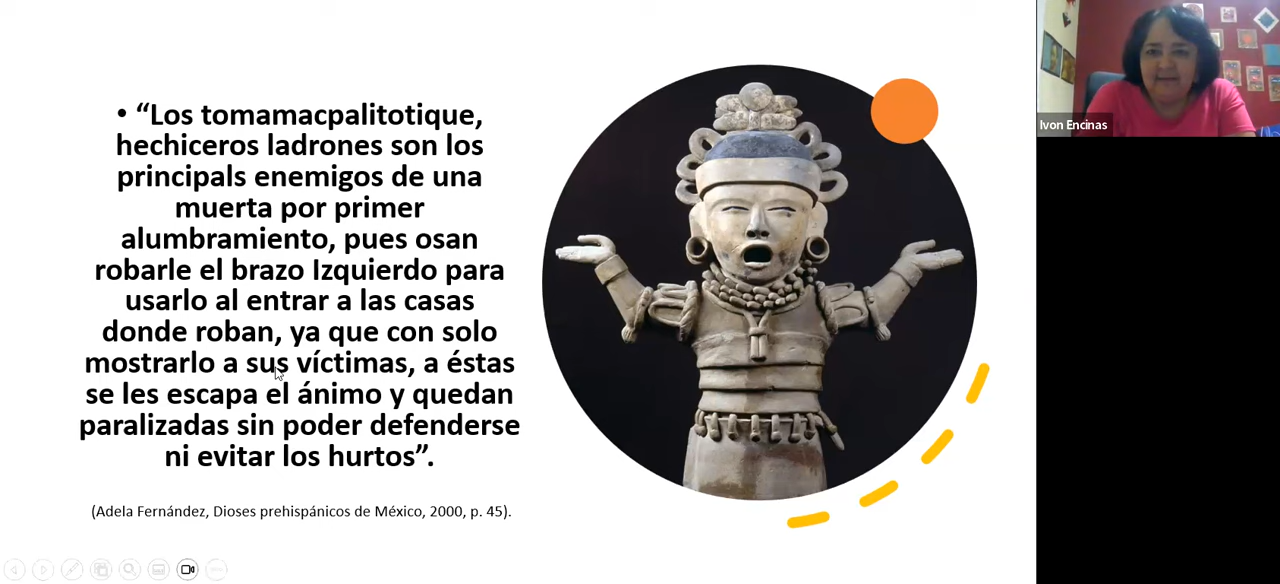 • “Los tomamacpalitotique,
hechiceros ladrones son los
principals enemigos de una
muerta por primer
alumbramiento, pues osan
robarle el brazo Izquierdo para
usarlo al entrar a las casas
donde roban, ya que con solo
mostrarlo a sus víctimas, a éstas
se les escapa el ánimo y quedan
paralizadas sin poder defenderse
ni evitar los hurtos”.
(Adela Fernández, Dioses prehispánicos de México, 2000, p. 45).
Ivon Encinas